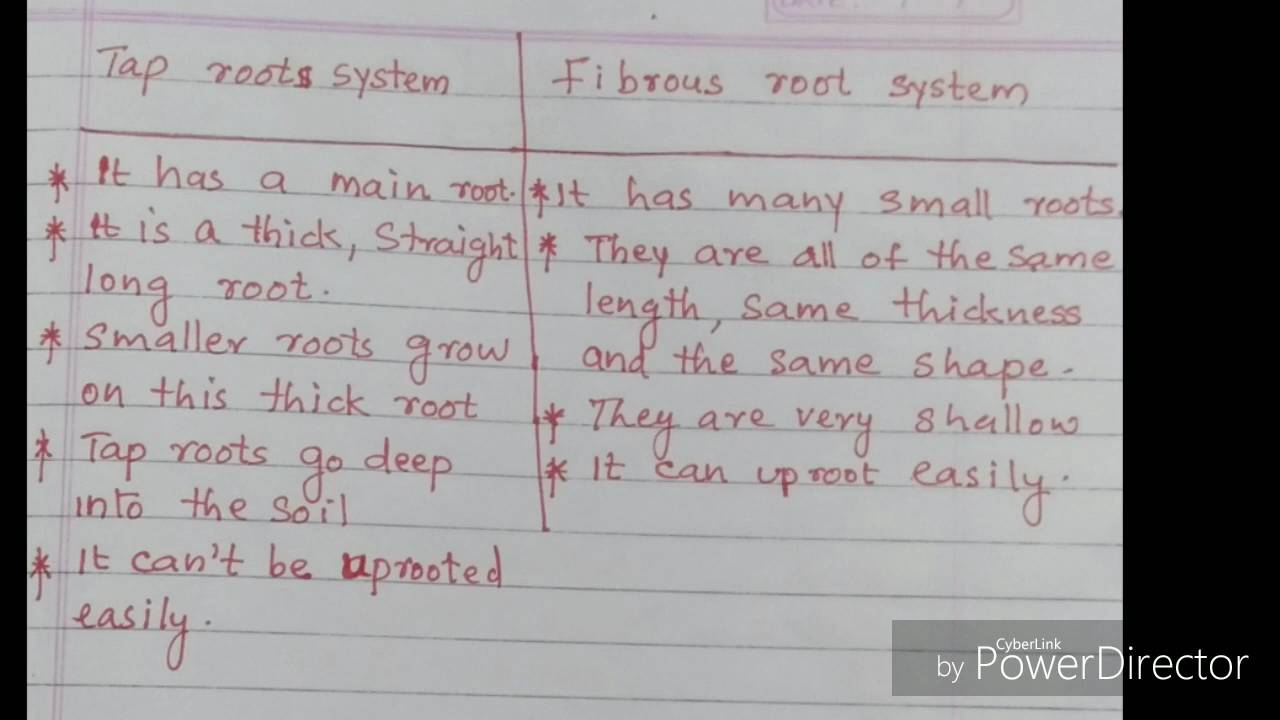 Tap roots system
* It has a main root.
* It is a thick, Straight
long root.
* Smaller roots grow
on this thick root
* Tap roots go deep
into the soil
* It can't be uprooted
easily.
Fibrous root system
* It has many small roots.
* They are all of the same
length, same thickness
and the same shape.
* They are very shallow
* It can uproot easily.
CyberLink
by PowerDirector